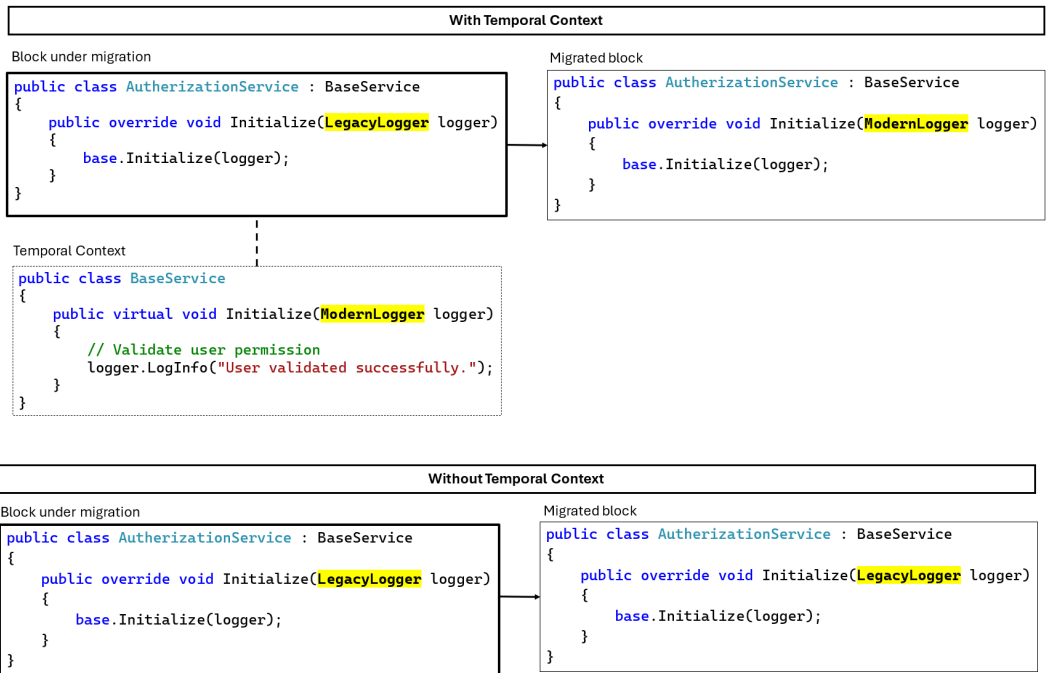 With Temporal Context
Block under migration
public class AutherizationService : BaseService
{
    public override void Initialize(LegacyLogger logger)
    {
        base.Initialize(logger);
    }
}
Migrated block
public class AutherizationService : BaseService
{
    public override void Initialize(ModernLogger logger)
    {
        base.Initialize(logger);
    }
}
Temporal Context
public class BaseService
{
    public virtual void Initialize(ModernLogger logger)
    {
        // Validate user permission
        logger.LogInfo("User validated successfully.");
    }
}
Without Temporal Context
Block under migration
public class AutherizationService : BaseService
{
    public override void Initialize(LegacyLogger logger)
    {
        base.Initialize(logger);
    }
}
Migrated block
public class AutherizationService : BaseService
{
    public override void Initialize(LegacyLogger logger)
    {
        base.Initialize(logger);
    }
}